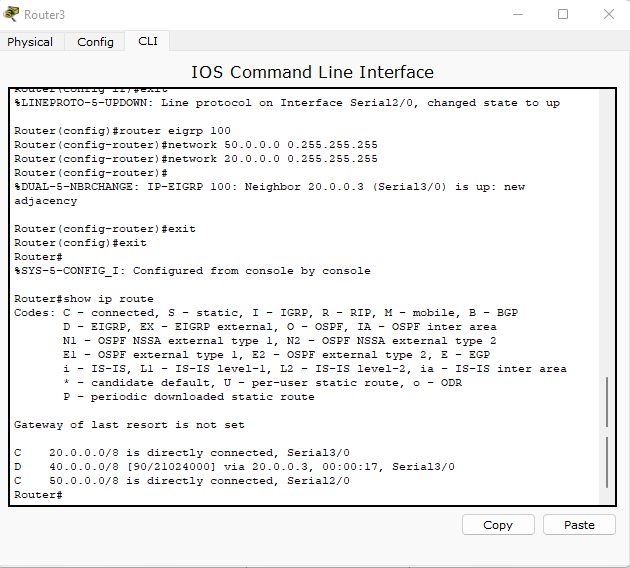 Router3
Physical Config CLI
IOS Command Line Interface
Router(config-if)#exit
%LINEPROTO-5-UPDOWN: Line protocol on Interface Serial2/0, changed state to up
Router(config)#router eigrp 100
Router(config-router)#network 50.0.0.0 0.255.255.255
Router(config-router)#network 20.0.0.0 0.255.255.255
Router(config-router)#
%DUAL-5-NBRCHANGE: IP-EIGRP 100: Neighbor 20.0.0.3 (Serial3/0) is up: new
adjacency
Router(config-router)#exit
Router(config)#exit
Router#
%SYS-5-CONFIG_I: Configured from console by console
Router#show ip route
Codes: C - connected, S - static, I - IGRP, R - RIP, M - mobile, B - BGP
D - EIGRP, EX - EIGRP external, O - OSPF, IA - OSPF inter area
N1 - OSPF NSSA external type 1, N2 - OSPF NSSA external type 2
E1 - OSPF external type 1, E2 - OSPF external type 2, E - EGP
i - IS-IS, L1 - IS-IS level-1, L2 - IS-IS level-2, ia - IS-IS inter area
* - candidate default, U - per-user static route, o - ODR
P - periodic downloaded static route
Gateway of last resort is not set
C 20.0.0.0/8 is directly connected, Serial3/0
D 40.0.0.0/8 [90/21024000] via 20.0.0.3, 00:00:17, Serial3/0
C 50.0.0.0/8 is directly connected, Serial2/0
Router#
Copy Paste